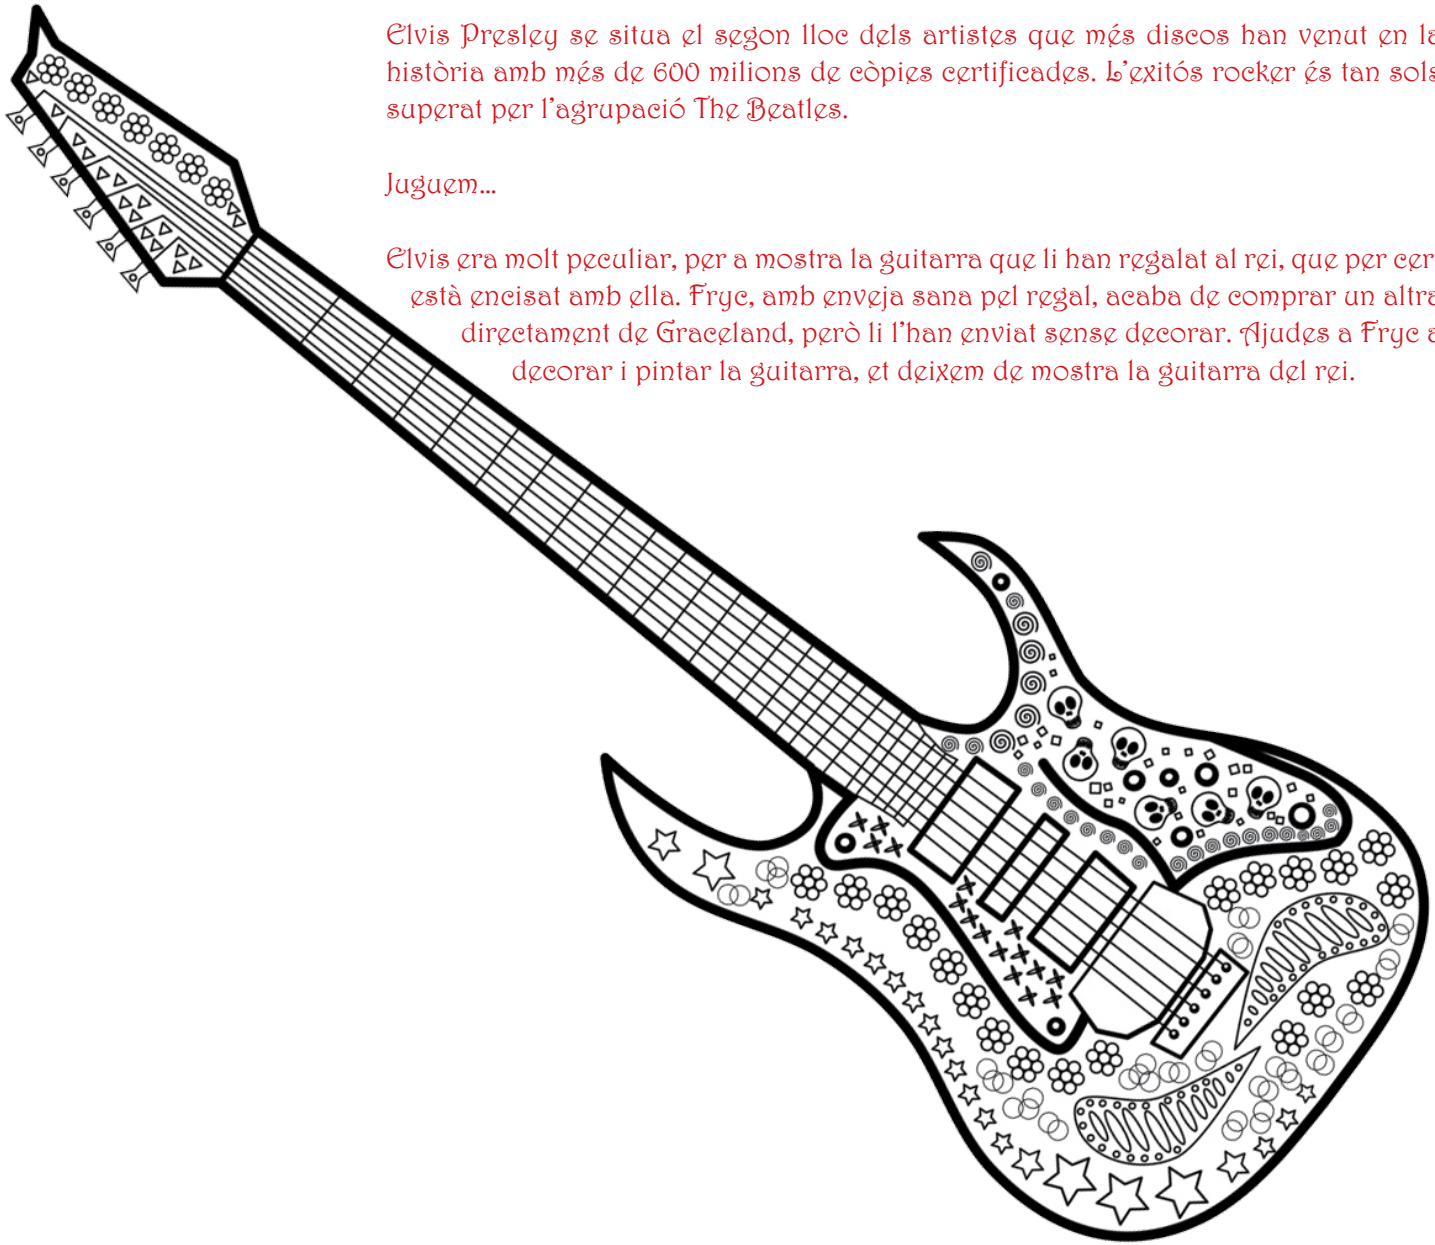 Elvis Presley se situa el segon lloc dels artistes que més discos han venut en la
història amb més de 600 milions de còpies certificades. L'exitós rocker és tan sols
superat per l'agrupació The Beatles.
Juguem...
Elvis era molt peculiar, per a mostra la guitarra que li han regalat al rei, que per cer
està encisat amb ella. Fryc, amb enveja sana pel regal, acaba de comprar un altra
directament de Graceland, però li l'han enviat sense decorar. Ajudes a Fryc a
decorar i pintar la guitarra, et deixem de mostra la guitarra del rei.